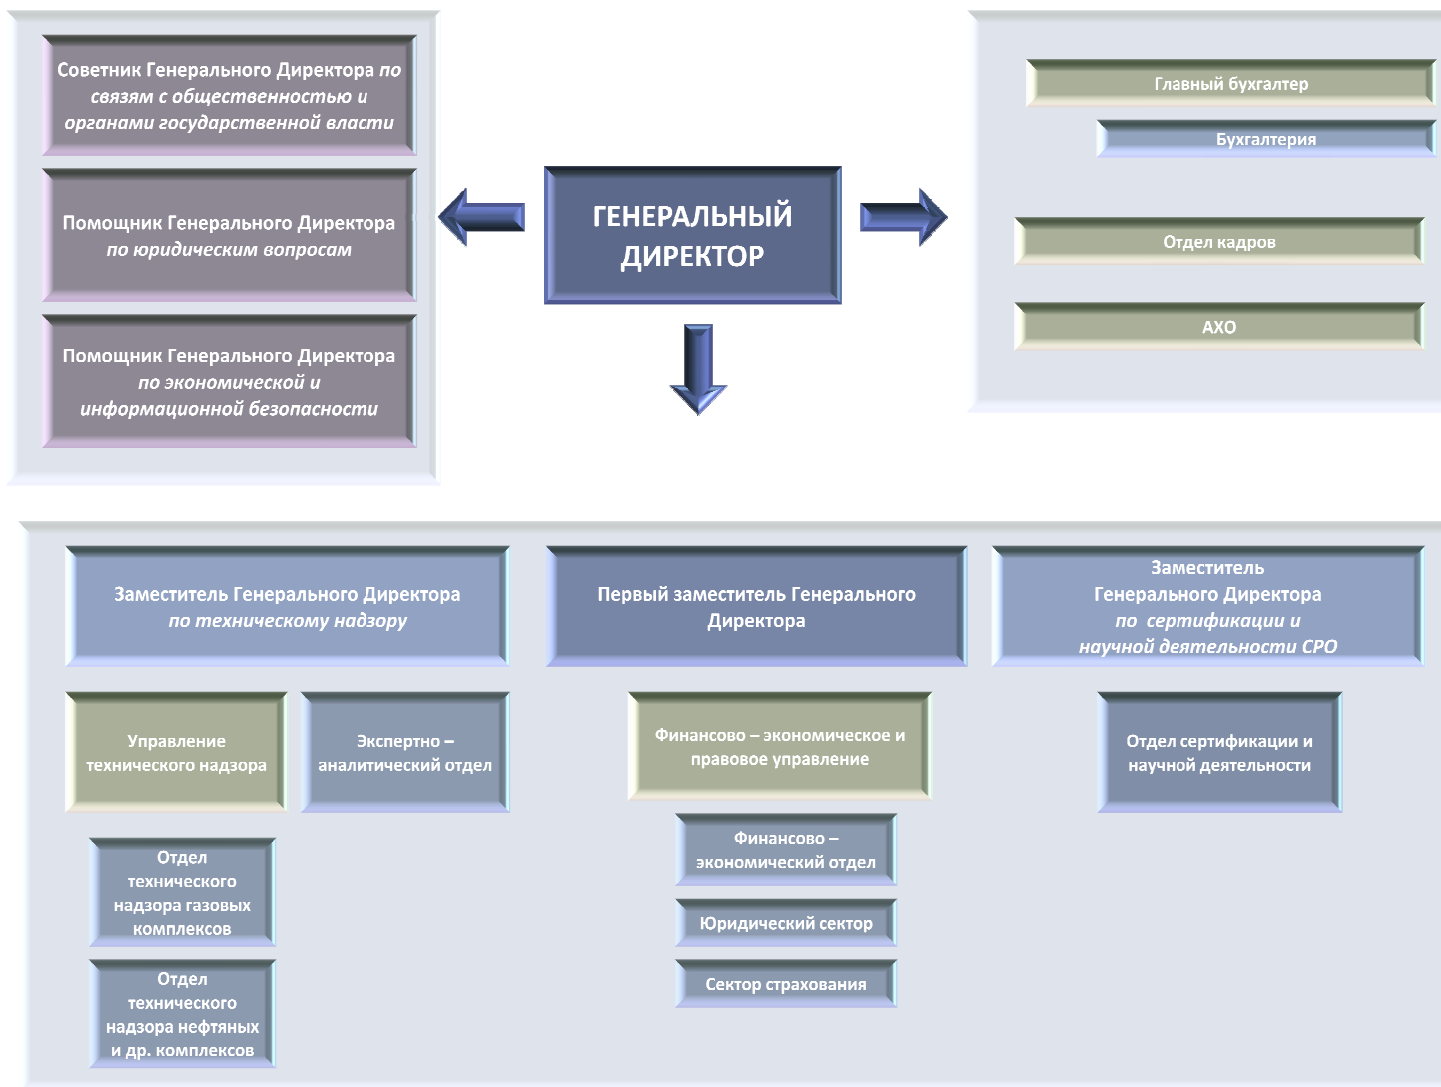 Советник Генерального Директора по
связям с общественностью и
органами государственной власти
Помощник Генерального Директора
по юридическим вопросам
Помощник Генерального Директора
по экономической и
информационной безопасности
ГЕНЕРАЛЬНЫЙ
ДИРЕКТОР
Главный бухгалтер
Бухгалтерия
Отдел кадров
АХО
Заместитель Генерального Директора
по техническому надзору
Первый заместитель Генерального
Директора
Заместитель
Генерального Директора
по сертификации и
научной деятельности СРО
Управление
технического надзора
Экспертно –
аналитический отдел
Финансово – экономическое и
правовое управление
Отдел сертификации и
научной деятельности
Отдел
технического
надзора газовых
комплексов
Отдел
технического
надзора нефтяных
и др. комплексов
Финансово –
экономический отдел
Юридический сектор
Сектор страхования